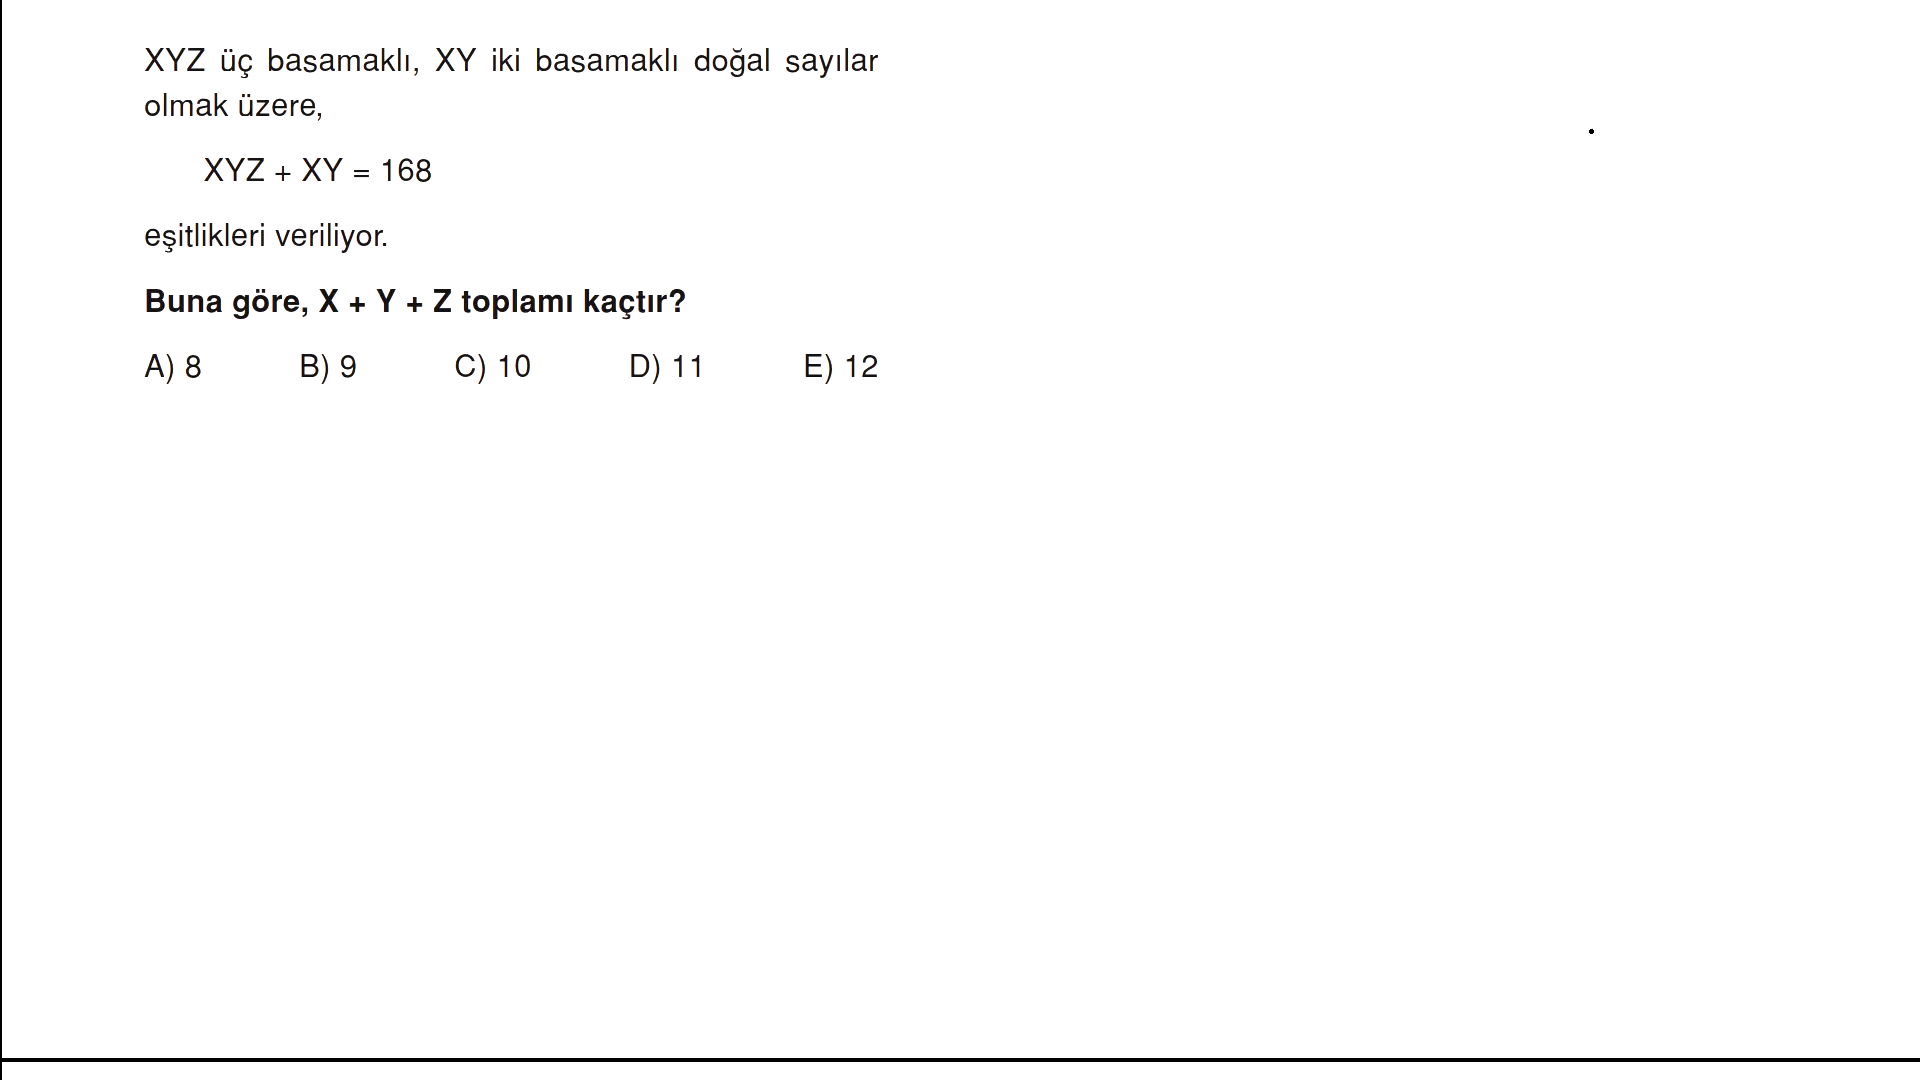 XYZ üç basamaklı, XY iki basamaklı doğal sayılar
olmak üzere,
XYZ + XY = 168
eşitlikleri veriliyor.
Buna göre, X + Y + Z toplamı kaçtır?
A) 8 B) 9 C) 10 D) 11 E) 12